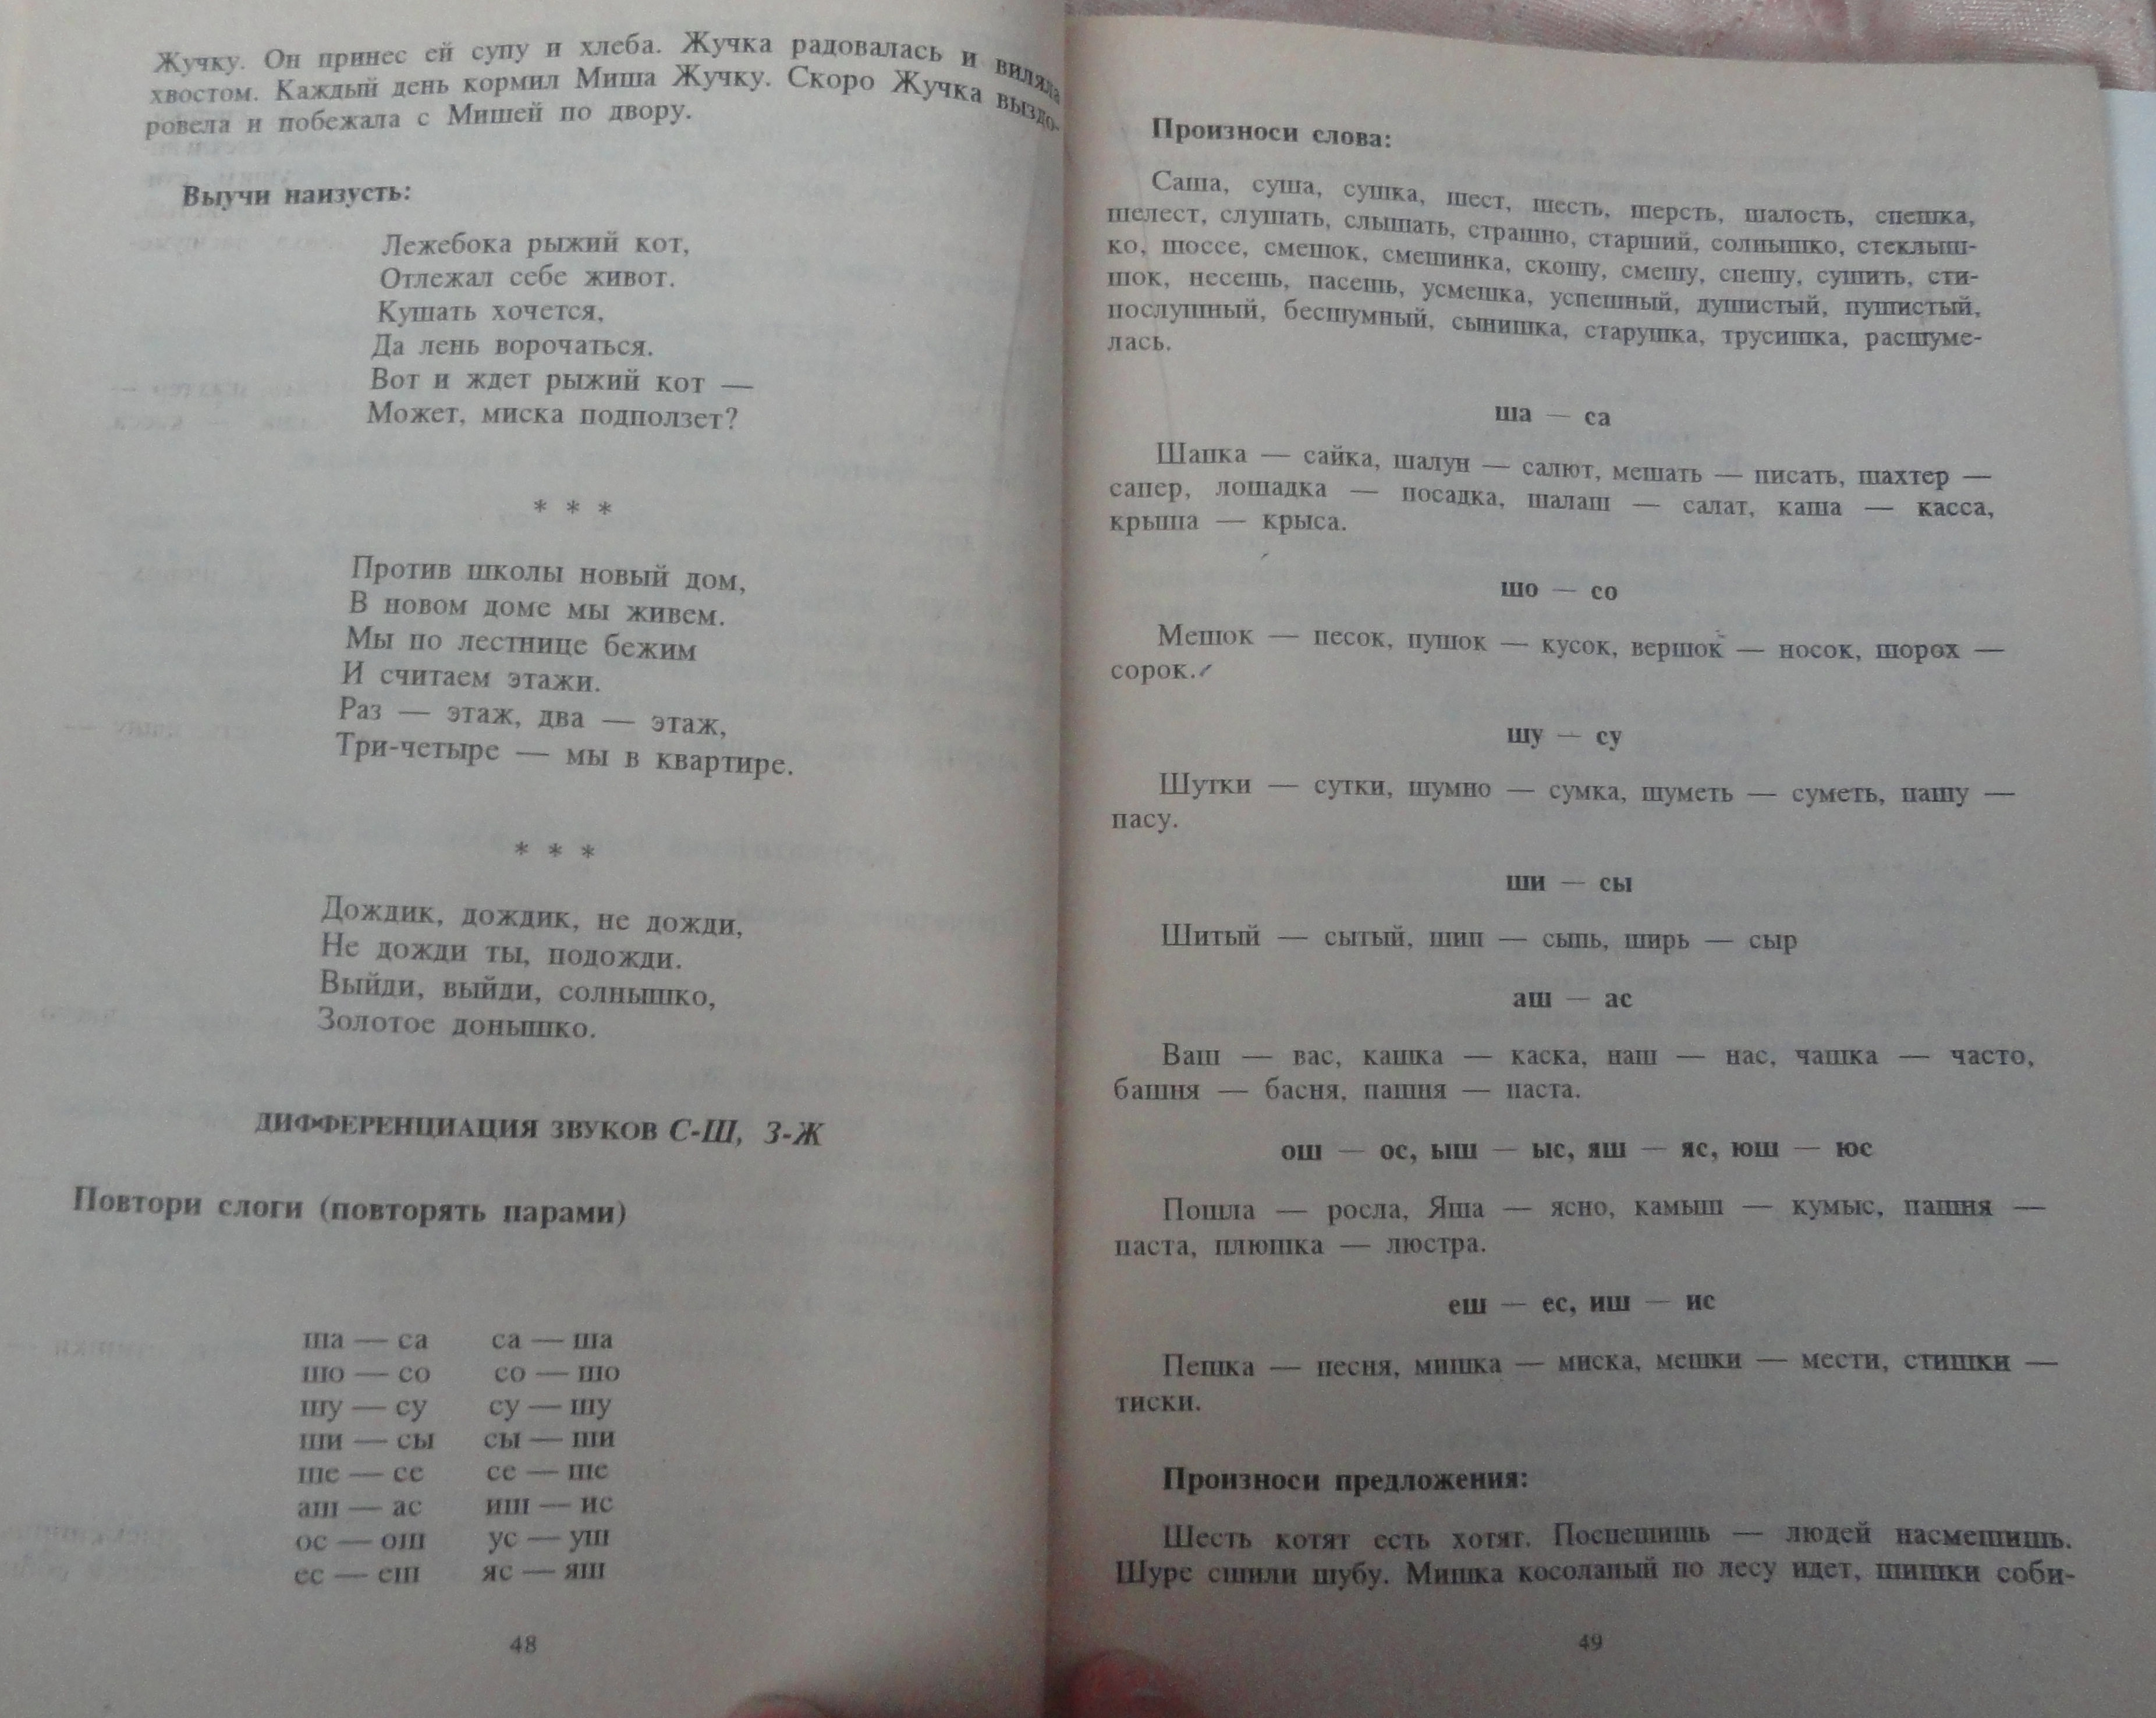 Жучку. Он принес ей супу и хлеба. Жучка радовалась и виляла
хвостом. Каждый день кормил Миша Жучку. Скоро Жучка выздо-
ровела и побежала с Мишей по двору.
Выучи наизусть:
Лежебока рыжий кот,
Отлежал себе живот.
Кушать хочется,
Да лень ворочаться.
Вот и ждет рыжий кот —
Может, миска подползет?
* * *
Против школы новый дом,
В новом доме мы живем.
Мы по лестнице бежим
И считаем этажи.
Раз — этаж, два — этаж,
Три-четыре — мы в квартире.
* * *
Дождик, дождик, не дожди,
Не дожди ты, подожди.
Выйди, выйди, солнышко,
Золотое донышко.
ДИФФЕРЕНЦИАЦИЯ ЗВУКОВ С-Ш, З-Ж
Повтори слоги (повторять парами)
ша — са са — ша
шо — со со — шо
шу — су су — шу
ши — сы сы — ши
ше — се се — ше
аш — ас иш — ис
ос — ош ус — уш
ес — еш яс — яш
48
Произноси слова:
Саша, суша, сушка, шест, шесть, шерсть, шалость, спешка,
шелест, слушать, слышать, страшно, старший, солнышко, стеклыш-
ко, шоссе, смешок, смешинка, скошу, смешу, спешу, сушить, сти-
шок, несешь, пасешь, усмешка, успешный, душистый, пушистый,
послушный, бесшумный, сынишка, старушка, трусишка, расшуме-
лась.
ша — са
Шапка — сайка, шалун — салют, мешать — писать, шахтер —
сапер, лошадка — посадка, шалаш — салат, каша — касса,
крыша — крыса.
шо — со
Мешок — песок, пушок — кусок, вершок — носок, шорох —
сорок.
шу — су
Шутки — сутки, шумно — сумка, шуметь — суметь, пашу —
пасу.
ши — сы
Шитый — сытый, шип — сыпь, ширь — сыр
аш — ас
Ваш — вас, кашка — каска, наш — нас, чашка — часто,
башня — басня, пашня — паста.
ош — ос, ыш — ыс, яш — яс, юш — юс
Пошла — росла, Яша — ясно, камыш — кумыс, пашня —
паста, плюшка — люстра.
еш — ес, иш — ис
Пешка — песня, мишка — миска, мешки — мести, стишки —
тиски.
Произноси предложения:
Шесть котят есть хотят. Поспешишь — людей насмешишь.
Шуре сшили шубу. Мишка косолапый по лесу идет, шишки соби-
49